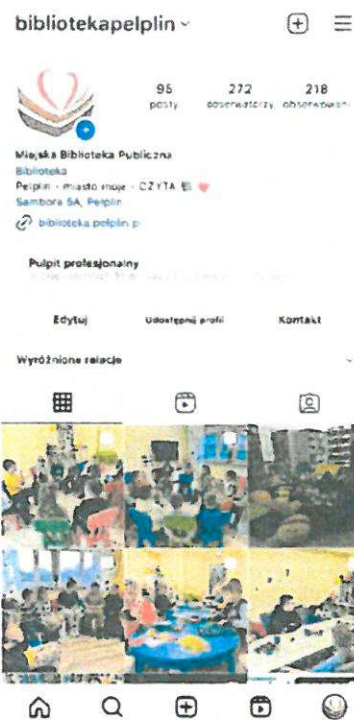 bibliotekapelplin
95 272 218
posty obserwatorzy obserwowani
Miejska Biblioteka Publiczna
Biblioteka
Pelplin - miasto moje - CZYTA
Sambora 5A, Pelplin
biblioteka.pelplin.p
Pulpit profesjonalny
Edytuj Udostępnij profil Kontakt
Wyróżnione relacje